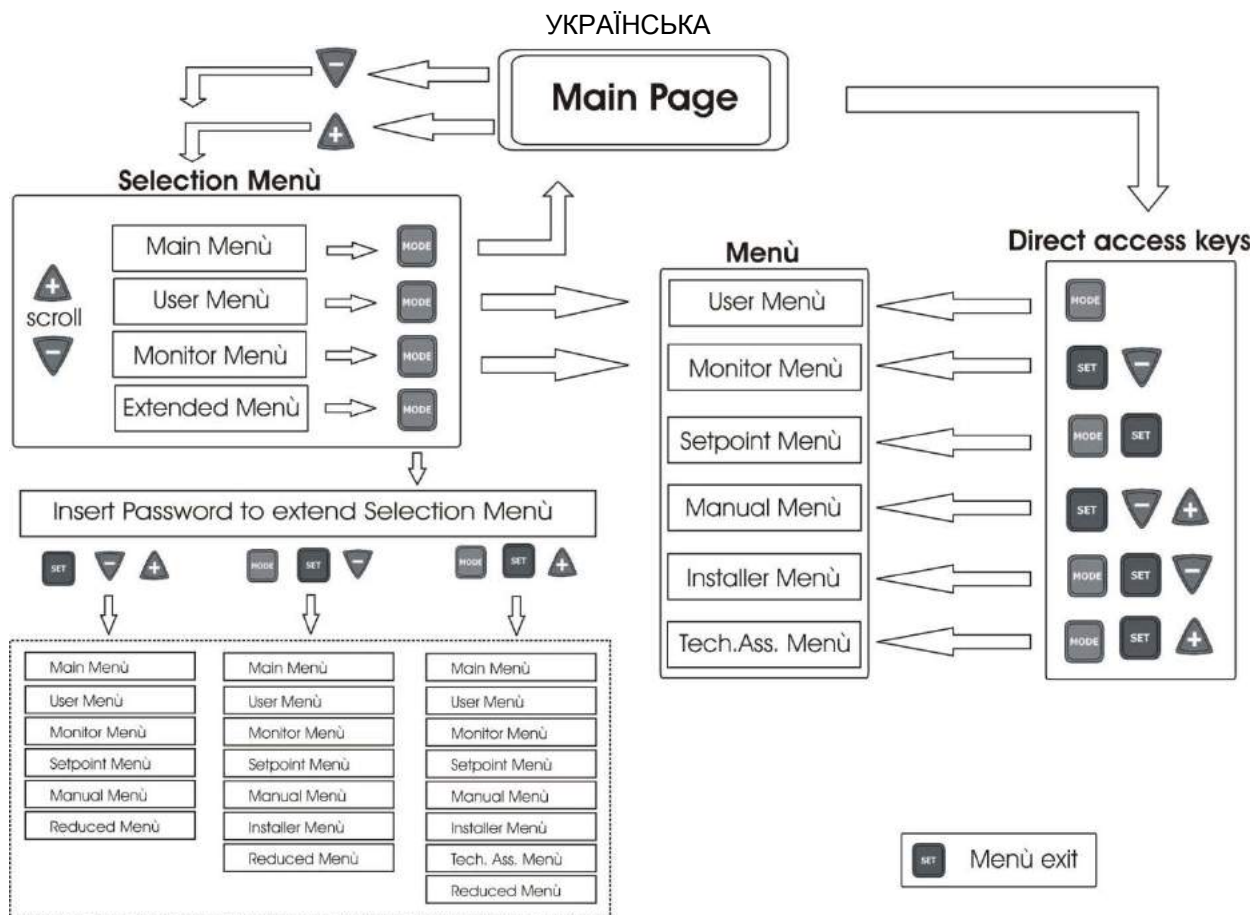 УКРАЇНСЬКА
Main Page
Selection Menù
scroll
Main Menù
MODE
User Menù
MODE
Monitor Menù
MODE
Extended Menù
MODE
Insert Password to extend Selection Menù
SET
MODE SET
MODE SET
Main Menù
User Menù
Monitor Menù
Setpoint Menù
Manual Menù
Reduced Menù
Main Menù
User Menù
Monitor Menù
Setpoint Menù
Manual Menù
Installer Menù
Reduced Menù
Main Menù
User Menù
Monitor Menù
Setpoint Menù
Manual Menù
Installer Menù
Tech. Ass. Menù
Reduced Menù
Menù
User Menù
Monitor Menù
Setpoint Menù
Manual Menù
Installer Menù
Tech.Ass. Menù
Direct access keys
MODE
SET
MODE SET
SET
MODE SET
MODE SET
SET Menù exit